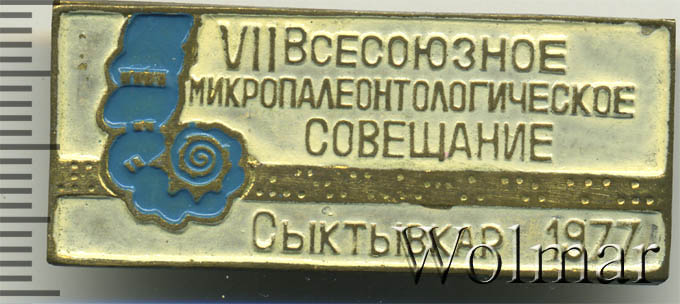 VII Всесоюзное
микропалеонтологическое
совещание
Сыктывкар 1977
Wolmar